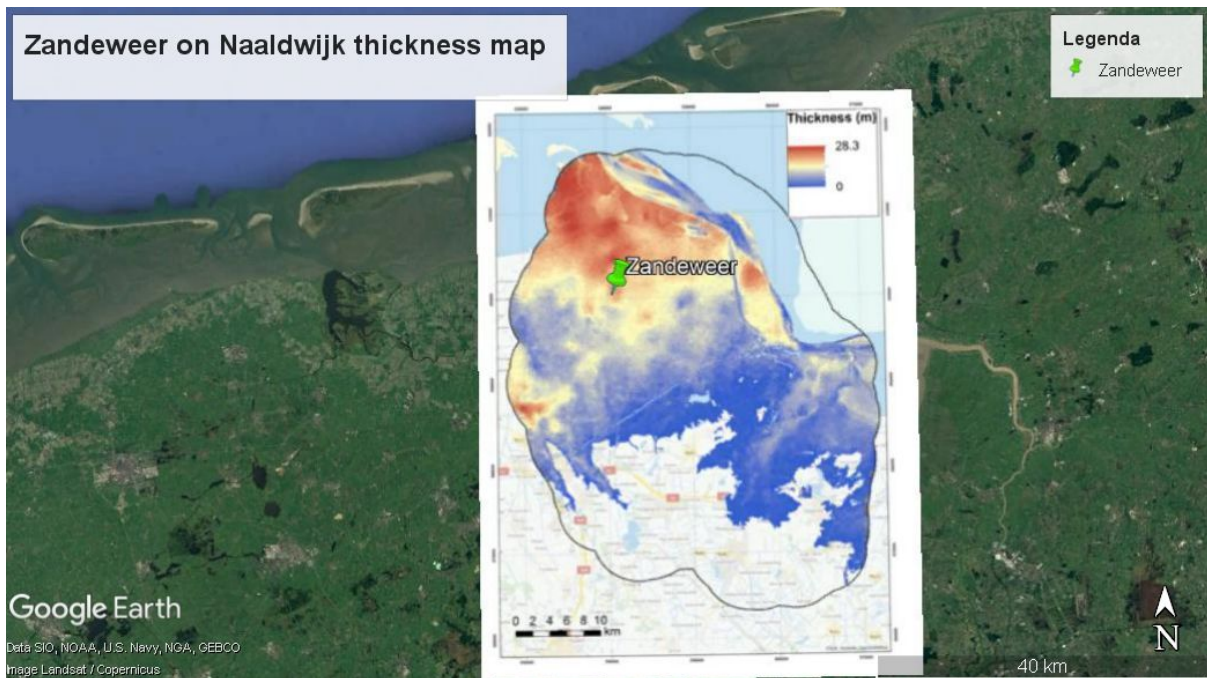 Zandeweer on Naaldwijk thickness map
Legenda
Zandeweer
Thickness (m)
28.3
0
Zandeweer
Google Earth
0 2 4 6 8 10
km
N
Data SIO, NOAA, U.S. Navy, NGA, GEBCO
Image Landsat / Copernicus
40 km